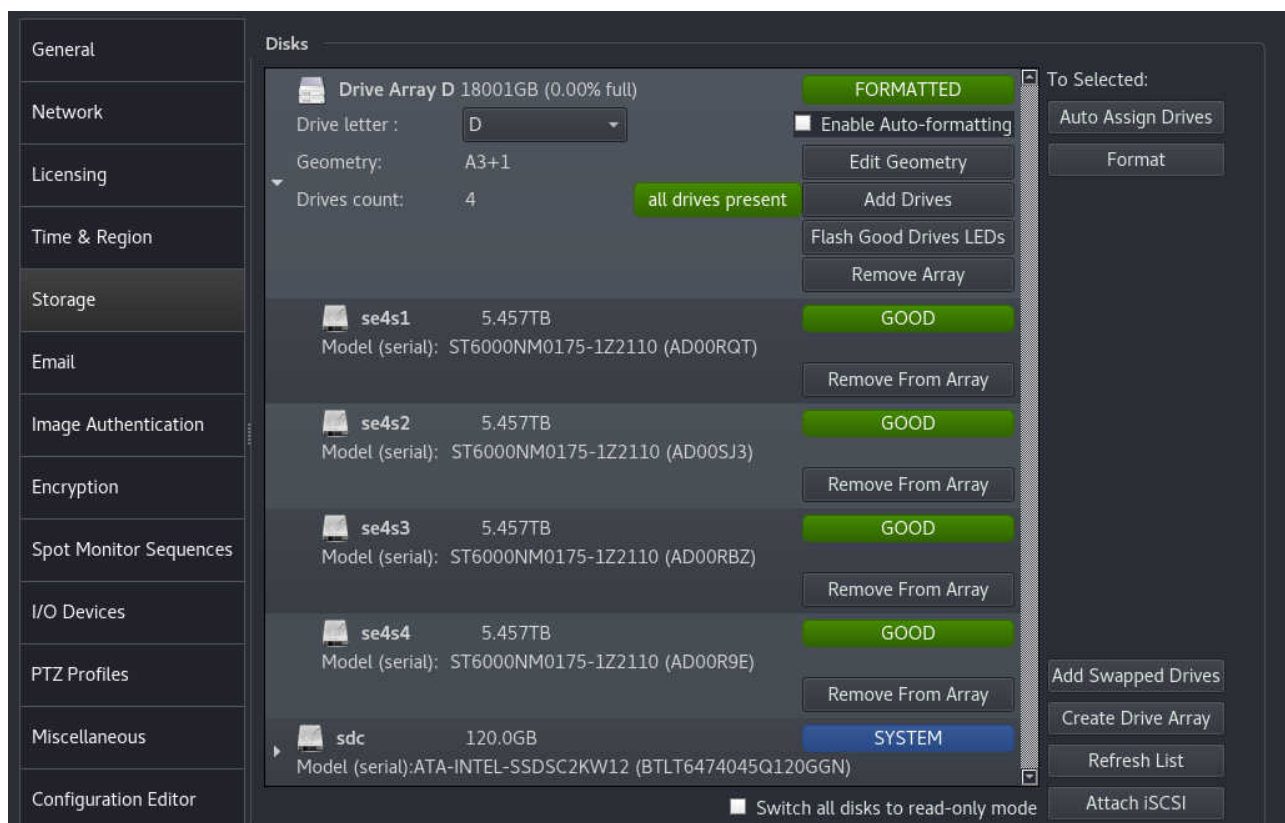 General
Network
Licensing
Time & Region
Storage
Email
Image Authentication
Encryption
Spot Monitor Sequences
I/O Devices
PTZ Profiles
Miscellaneous
Configuration Editor
Disks
Drive Array D 18001GB (0.00% full) FORMATTED
Drive letter : D Enable Auto-formatting
Geometry: A3+1 Edit Geometry
Drives count: 4 all drives present Add Drives
Flash Good Drives LEDs
Remove Array
se4s1 5.457TB GOOD
Model (serial): ST6000NM0175-1Z2110 (AD00RQT)
Remove From Array
se4s2 5.457TB GOOD
Model (serial): ST6000NM0175-1Z2110 (AD00SJ3)
Remove From Array
se4s3 5.457TB GOOD
Model (serial): ST6000NM0175-1Z2110 (AD00RBZ)
Remove From Array
se4s4 5.457TB GOOD
Model (serial): ST6000NM0175-1Z2110 (AD00R9E)
Remove From Array
sdc 120.0GB SYSTEM
Model (serial):ATA-INTEL-SSDSC2KW12 (BTLT6474045Q120GGN)
Switch all disks to read-only mode
To Selected:
Auto Assign Drives
Format
Add Swapped Drives
Create Drive Array
Refresh List
Attach iSCSI